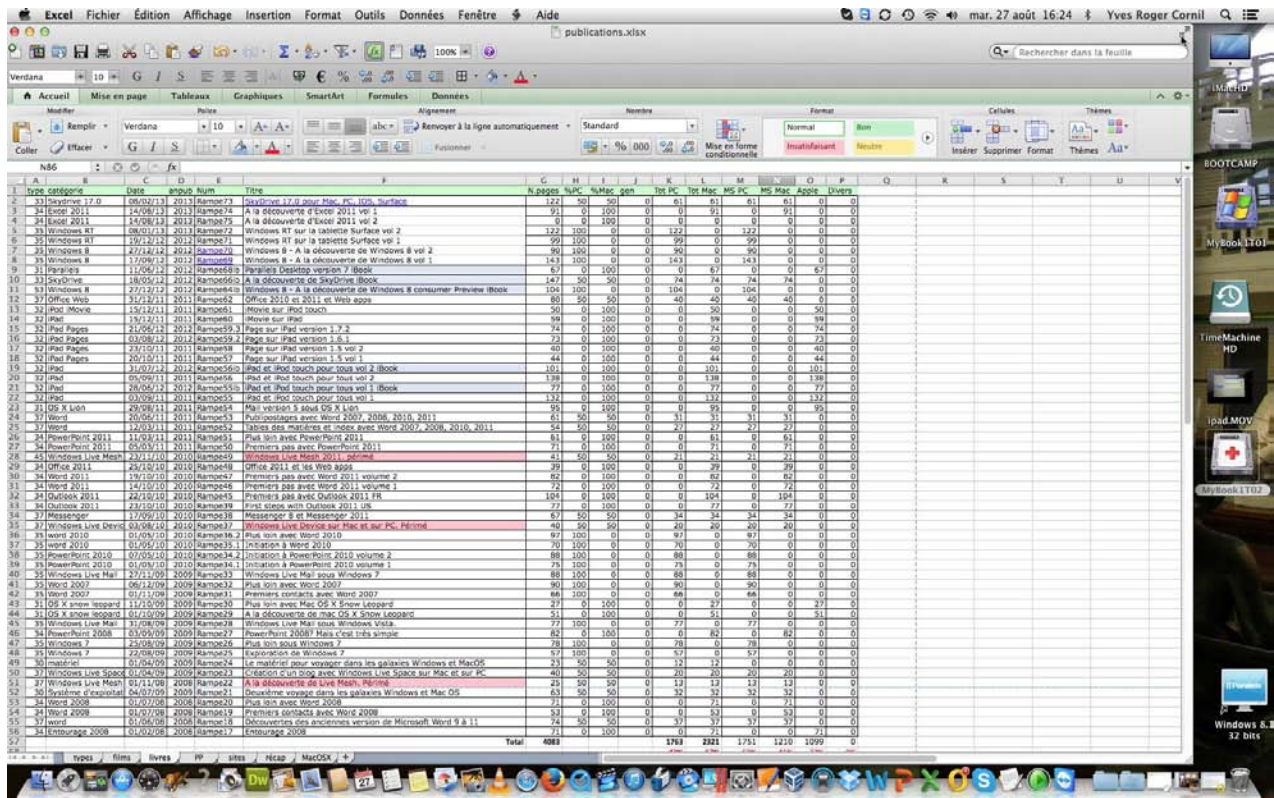 Excel Fichier Édition Affichage Insertion Format Outils Données Fenêtre Aide mar. 27 août 16:24 Yves Roger Cornil
publications.xlsx
100% Rechercher dans la feuille
Verdana 10 G I S € % 000
Accueil Mise en page Tableaux Graphiques SmartArt Formules Données
Modifier Police Alignement Nombre Format Cellules Thèmes
Remplir Verdana 10 A A abc Renvoyer à la ligne automatiquement Standard Normal Bon
Coller Effacer G I S A Fusionner % 000 Mise en forme conditionnelle Insatisfaisant Neutre Insérer Supprimer Format Thèmes Aa
N86 fx
type catégorie Date anpub Num Titre N.pages %PC %Mac gen Tot PC Tot Mac MS PC MS Mac Apple Divers
33 Skydrive 17.0 08/02/13 2013 Rampe73 SkyDrive 17.0 pour Mac, PC, IOS, Surface 122 50 50 0 61 61 61 61 0 0
34 Excel 2011 14/08/13 2013 Rampe74 A la découverte d'Excel 2011 vol 1 91 0 100 0 0 91 0 91 0 0
34 Excel 2011 14/08/13 2013 Rampe75 A la découverte d'Excel 2011 vol 2 0 0 100 0 0 0 0 0 0 0
35 Windows RT 08/01/13 2013 Rampe72 Windows RT sur la tablette Surface vol 2 122 100 0 0 122 0 122 0 0 0
35 Windows RT 19/12/12 2012 Rampe71 Windows RT sur la tablette Surface vol 1 99 100 0 0 99 0 99 0 0 0
35 Windows 8 27/12/12 2012 Rampe70 Windows 8 - A la découverte de Windows 8 vol 2 90 100 0 0 90 0 90 0 0 0
35 Windows 8 17/09/12 2012 Rampe69 Windows 8 - A la découverte de Windows 8 vol 1 143 100 0 0 143 0 143 0 0 0
31 Parallels 11/06/12 2012 Rampe68ib Parallels Desktop version 7 iBook 67 0 100 0 0 67 0 0 67 0
33 SkyDrive 18/05/12 2012 Rampe66ib A la découverte de SkyDrive iBook 147 50 50 0 74 74 74 74 0 0
53 Windows 8 27/12/12 2012 Rampe64ib Windows 8 - A la découverte de Windows 8 consumer Preview iBook 104 100 0 0 104 0 104 0 0 0
37 Office Web 31/12/11 2011 Rampe62 Office 2010 et 2011 et Web apps 80 50 50 0 40 40 40 40 0 0
32 iPod iMovie 15/12/11 2011 Rampe61 iMovie sur iPod touch 50 0 100 0 0 50 0 0 50 0
32 iPad 15/12/11 2011 Rampe60 iMovie sur iPad 59 0 100 0 0 59 0 0 59 0
32 iPad Pages 21/06/12 2012 Rampe59.3 Page sur iPad version 1.7.2 74 0 100 0 0 74 0 0 74 0
32 iPad Pages 03/08/12 2012 Rampe59.2 Page sur iPad version 1.6.1 73 0 100 0 0 73 0 0 73 0
32 iPad Pages 23/10/11 2011 Rampe58 Page sur iPad version 1.5 vol 2 40 0 100 0 0 40 0 0 40 0
32 iPad Pages 20/10/11 2011 Rampe57 Page sur iPad version 1.5 vol 1 44 0 100 0 0 44 0 0 44 0
32 iPad 31/07/12 2012 Rampe56ib iPad et iPod touch pour tous vol 2 iBook 101 0 100 0 0 101 0 0 101 0
32 iPad 05/09/11 2011 Rampe56 iPad et iPod touch pour tous vol 2 138 0 100 0 0 138 0 0 138 0
32 iPad 28/06/12 2012 Rampe55ib iPad et iPod touch pour tous vol 1 iBook 77 0 100 0 0 77 0 0 77 0
32 iPad 03/09/11 2011 Rampe55 iPad et iPod touch pour tous vol 1 132 0 100 0 0 132 0 0 132 0
31 OS X Lion 29/08/11 2011 Rampe54 Mail version 5 sous OS X Lion 95 0 100 0 0 95 0 0 95 0
37 Word 20/06/11 2011 Rampe53 Publipostages avec Word 2007, 2008, 2010, 2011 61 50 50 0 31 31 31 31 0 0
37 Word 12/03/11 2011 Rampe52 Tables des matières et index avec Word 2007, 2008, 2010, 2011 54 50 50 0 27 27 27 27 0 0
34 PowerPoint 2011 11/03/11 2011 Rampe51 Plus loin avec PowerPoint 2011 61 0 100 0 0 61 0 61 0 0
34 PowerPoint 2011 05/03/11 2011 Rampe50 Premiers pas avec PowerPoint 2011 71 0 100 0 0 71 0 71 0 0
45 Windows Live Mesh 23/11/10 2010 Rampe49 Windows Live Mesh 2011. périmé 41 50 50 0 21 21 21 21 0 0
34 Office 2011 25/10/10 2010 Rampe48 Office 2011 et les Web apps 39 0 100 0 0 39 0 39 0 0
34 Word 2011 19/10/10 2010 Rampe47 Premiers pas avec Word 2011 volume 2 82 0 100 0 0 82 0 82 0 0
34 Word 2011 14/10/10 2010 Rampe46 Premiers pas avec Word 2011 volume 1 72 0 100 0 0 72 0 72 0 0
34 Outlook 2011 22/10/10 2010 Rampe45 Premiers pas avec Outlook 2011 FR 104 0 100 0 0 104 0 104 0 0
34 Outlook 2011 23/10/10 2010 Rampe39 First steps with Outlook 2011 US 77 0 100 0 0 77 0 77 0 0
37 Messenger 17/09/10 2010 Rampe38 Messenger 8 et Messenger 2011 67 50 50 0 34 34 34 34 0 0
37 Windows Live Devic 03/08/10 2010 Rampe37 Windows Live Device sur Mac et sur PC. Périmé 40 50 50 0 20 20 20 20 0 0
35 word 2010 01/05/10 2010 Rampe36.2 Plus loin avec Word 2010 97 100 0 0 97 0 97 0 0 0
35 word 2010 01/05/10 2010 Rampe35.1 Initiation à Word 2010 70 100 0 0 70 0 70 0 0 0
35 PowerPoint 2010 07/05/10 2010 Rampe34.2 Initiation à PowerPoint 2010 volume 2 88 100 0 0 88 0 88 0 0 0
35 PowerPoint 2010 01/05/10 2010 Rampe34.1 Initiation à PowerPoint 2010 volume 1 75 100 0 0 75 0 75 0 0 0
35 Windows Live Mail 27/11/09 2009 Rampe33 Windows Live Mail sous Windows 7 88 100 0 0 88 0 88 0 0 0
35 Word 2007 06/12/09 2009 Rampe32 Plus loin avec Word 2007 90 100 0 0 90 0 90 0 0 0
35 Word 2007 01/11/09 2009 Rampe31 Premiers contacts avec Word 2007 66 100 0 0 66 0 66 0 0 0
31 OS X snow leopard 11/10/09 2009 Rampe30 Plus loin avec Mac OS X Snow Leopard 27 0 100 0 0 27 0 0 27 0
31 OS X snow leopard 01/10/09 2009 Rampe29 A la découverte de mac OS X Snow Leopard 51 0 100 0 0 51 0 0 51 0
35 Windows Live Mail 31/08/09 2009 Rampe28 Windows Live Mail sous Windows Vista. 77 100 0 0 77 0 77 0 0 0
34 PowerPoint 2008 03/09/09 2009 Rampe27 PowerPoint 2008? Mais c'est très simple 82 0 100 0 0 82 0 82 0 0
35 Windows 7 25/08/09 2009 Rampe26 Plus loin sous Windows 7 78 100 0 0 78 0 78 0 0 0
35 Windows 7 22/08/09 2009 Rampe25 Exploration de Windows 7 57 100 0 0 57 0 57 0 0 0
30 matériel 01/04/09 2009 Rampe24 Le matériel pour voyager dans les galaxies Windows et MacOS 23 50 50 0 12 12 0 0 0 0
37 Windows Live Space 01/04/09 2009 Rampe23 Création d'un blog avec Windows Live Space sur Mac et sur PC 40 50 50 0 20 20 20 20 0 0
37 Windows Live Mesh 01/11/08 2008 Rampe22 A la découverte de Live Mesh. Périmé 25 50 50 0 13 13 13 13 0 0
30 Système d'exploitat 04/07/09 2008 Rampe21 Deuxième voyage dans les galaxies Windows et Mac OS 63 50 50 0 32 32 32 32 0 0
34 Word 2008 01/07/08 2008 Rampe20 Plus loin avec Word 2008 71 0 100 0 0 71 0 71 0 0
34 Word 2008 01/07/08 2008 Rampe19 Premiers contacts avec Word 2008 53 0 100 0 0 53 0 53 0 0
37 word 01/06/08 2008 Rampe18 Découvertes des anciennes version de Microsoft Word 9 à 11 74 50 50 0 37 37 37 37 0 0
34 Entourage 2008 01/02/08 2008 Rampe17 Entourage 2008 71 0 100 0 0 71 0 0 71 0
Total 4083 1763 2321 1751 1210 1099 0
types films livres PP sites récap MacOSX +
iMacHD
BOOTCAMP
MyBook1TO1
TimeMachine HD
ipad.MOV
MyBook1TO2
Windows 8.1 32 bits